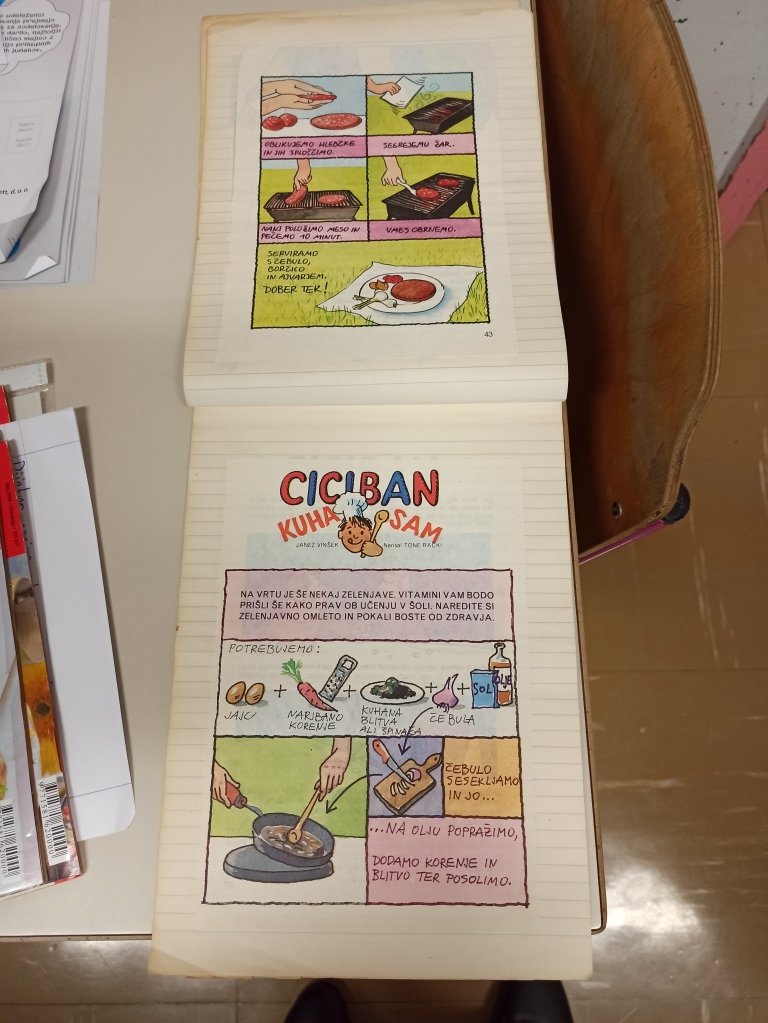 OBLIKUJEMO HLEBČKE
IN JIH SPLOŠČIMO.
SEGREJEMO ŽAR.
NANJ POLOŽIMO MESO IN
PEČEMO 10 MINUT.
VMES OBRNEMO.
SERVIRAMO
S ČEBULO,
GORČICO
IN AJVARJEM.
DOBER TEK!
43
CICIBAN
KUHA SAM
JANEZ VINŠEK Narisal TONE RAČKI
NA VRTU JE ŠE NEKAJ ZELENJAVE. VITAMINI VAM BODO
PRIŠLI ŠE KAKO PRAV OB UČENJU V ŠOLI. NAREDITE SI
ZELENJAVNO OMLETO IN POKALI BOSTE OD ZDRAVJA.
POTREBUJEMO:
JAJCI
+
NARIBANO
KORENJE
+
KUHANA
BLITVA
ALI ŠPINAČA
+
ČEBULA
+
SOL
OLJE
ČEBULO
SESEKLJAMO
IN JO...
...NA OLJU POPRAŽIMO,
DODAMO KORENJE IN
BLITVO TER POSOLIMO.